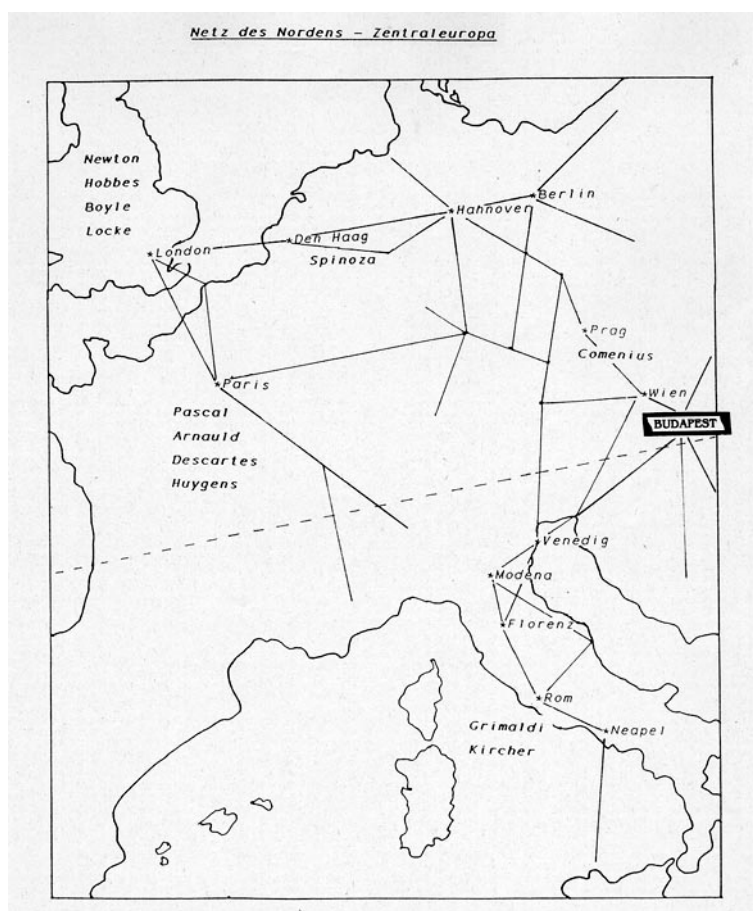 Netz des Nordens – Zentraleuropa
Newton
Hobbes
Boyle
Locke
*Berlin
*Hannover
*Den Haag
*London
Spinoza
*Prag
Comenius
*Paris
*Wien
Pascal
Arnauld
Descartes
Huygens
BUDAPEST
*Venedig
*Modena
*Florenz
*Rom
Grimaldi
Kircher
*Neapel